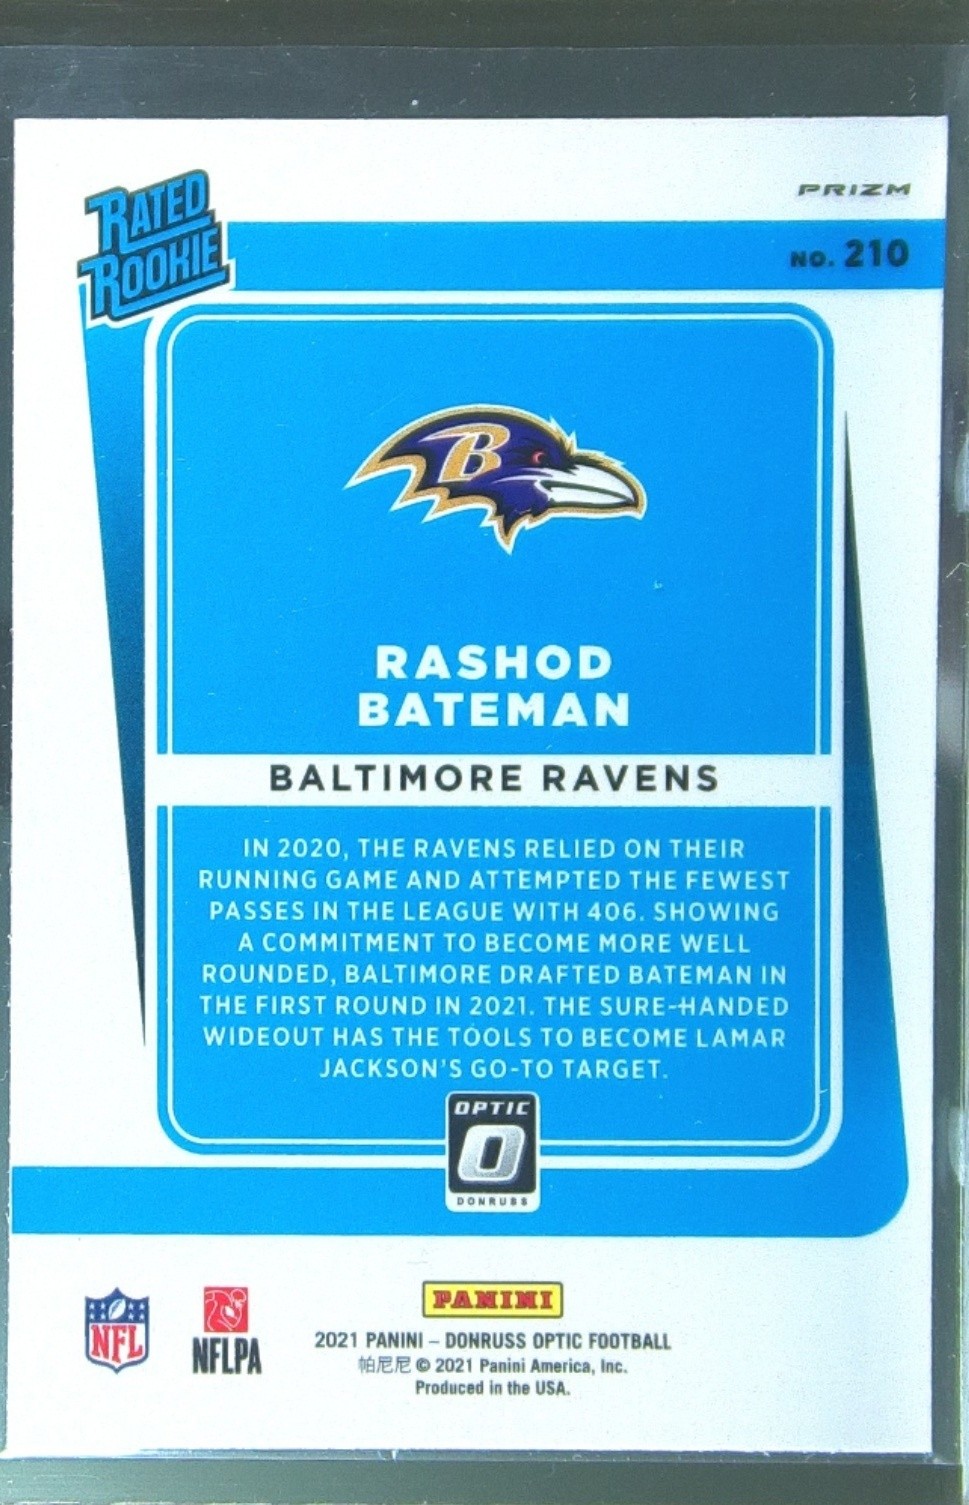 RATED
ROOKIE
PRIZM
NO. 210
B
RASHOD
BATEMAN
BALTIMORE RAVENS
IN 2020, THE RAVENS RELIED ON THEIR
RUNNING GAME AND ATTEMPTED THE FEWEST
PASSES IN THE LEAGUE WITH 406. SHOWING
A COMMITMENT TO BECOME MORE WELL
ROUNDED, BALTIMORE DRAFTED BATEMAN IN
THE FIRST ROUND IN 2021. THE SURE-HANDED
WIDEOUT HAS THE TOOLS TO BECOME LAMAR
JACKSON'S GO-TO TARGET.
OPTIC
O
DONRUSS
NFL
NFLPA
PANINI
2021 PANINI – DONRUSS OPTIC FOOTBALL
帕尼尼 © 2021 Panini America, Inc.
Produced in the USA.